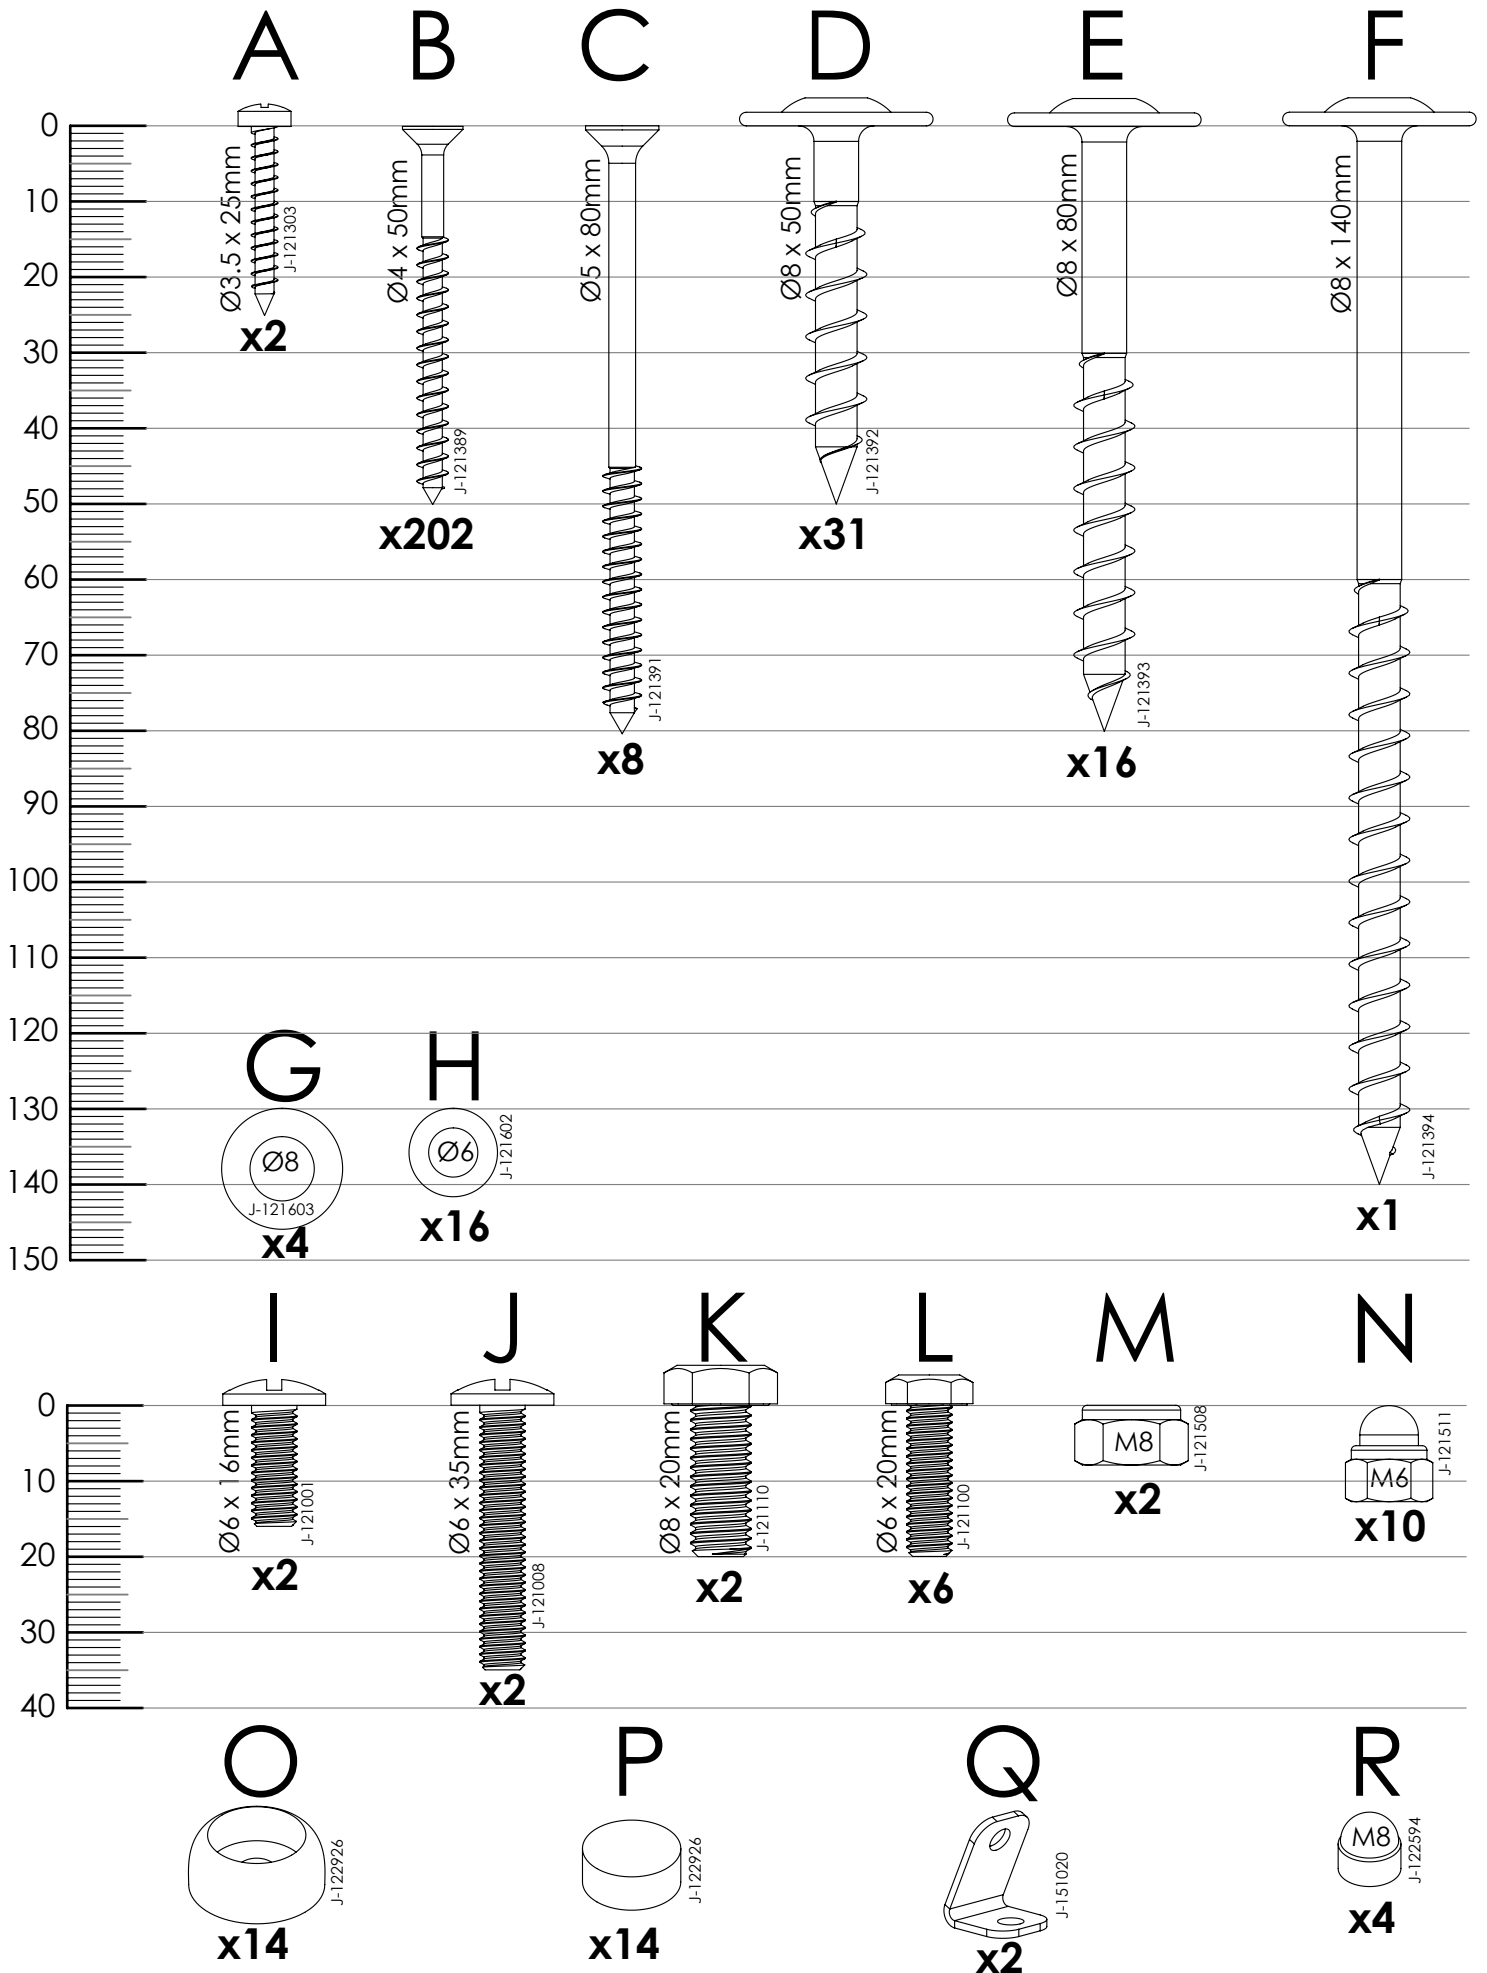 A B C D E F
0
10
20
30
40
50
60
70
80
90
100
110
120
130
140
150
Ø3.5 x 25mm
J-121303
x2
Ø4 x 50mm
J-121389
x202
Ø5 x 80mm
J-121391
x8
Ø8 x 50mm
J-121392
x31
Ø8 x 80mm
J-121393
x16
Ø8 x 140mm
J-121394
x1
G H
Ø8
J-121603
x4
Ø6
J-121602
x16
I J K L M N
0
10
20
30
40
Ø6 x 16mm
J-121001
x2
Ø6 x 35mm
J-121008
x2
Ø8 x 20mm
J-121110
x2
Ø6 x 20mm
J-121100
x6
M8
J-121508
x2
M6
J-121511
x10
O P Q R
J-122926
x14
J-122926
x14
J-151020
x2
M8
J-122594
x4